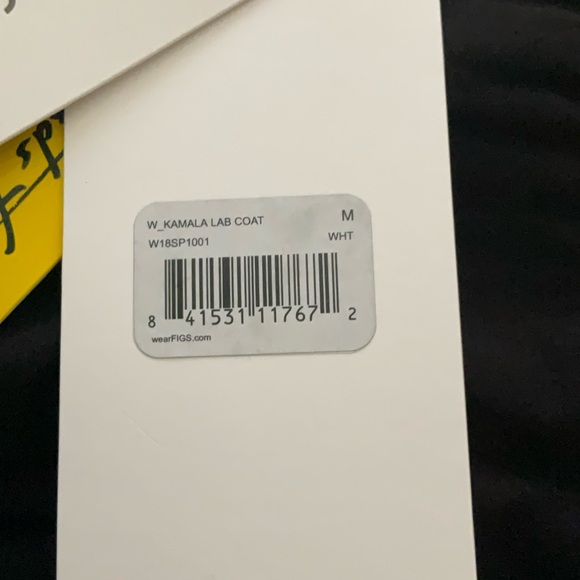 W_KAMALA LAB COAT M
W18SP1001 WHT
8 41531 11767 2
wearFIGS.com